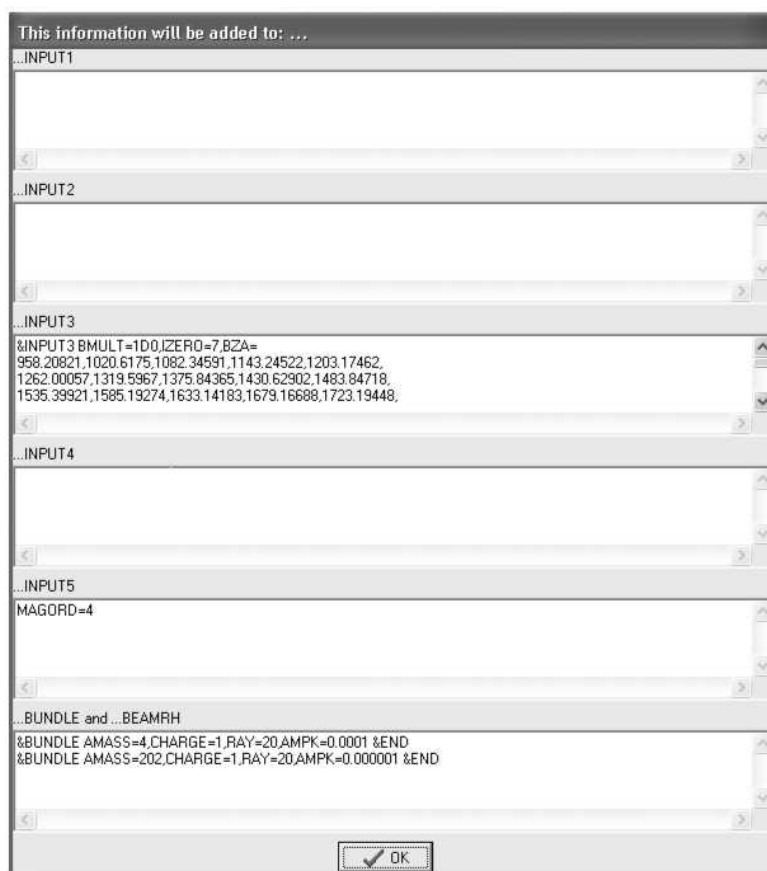 This information will be added to: ...
...INPUT1
...INPUT2
...INPUT3
&INPUT3 BMULT=1D0,IZERO=7,BZA=
958.20821,1020.6175,1082.34591,1143.24522,1203.17462,
1262.00057,1319.5967,1375.84365,1430.62902,1483.84718,
1535.39921,1585.19274,1633.14183,1679.16688,1723.19448,
...INPUT4
...INPUT5
MAGORD=4
...BUNDLE and ...BEAMRH
&BUNDLE AMASS=4,CHARGE=1,RAY=20,AMPK=0.0001 &END
&BUNDLE AMASS=202,CHARGE=1,RAY=20,AMPK=0.000001 &END
OK